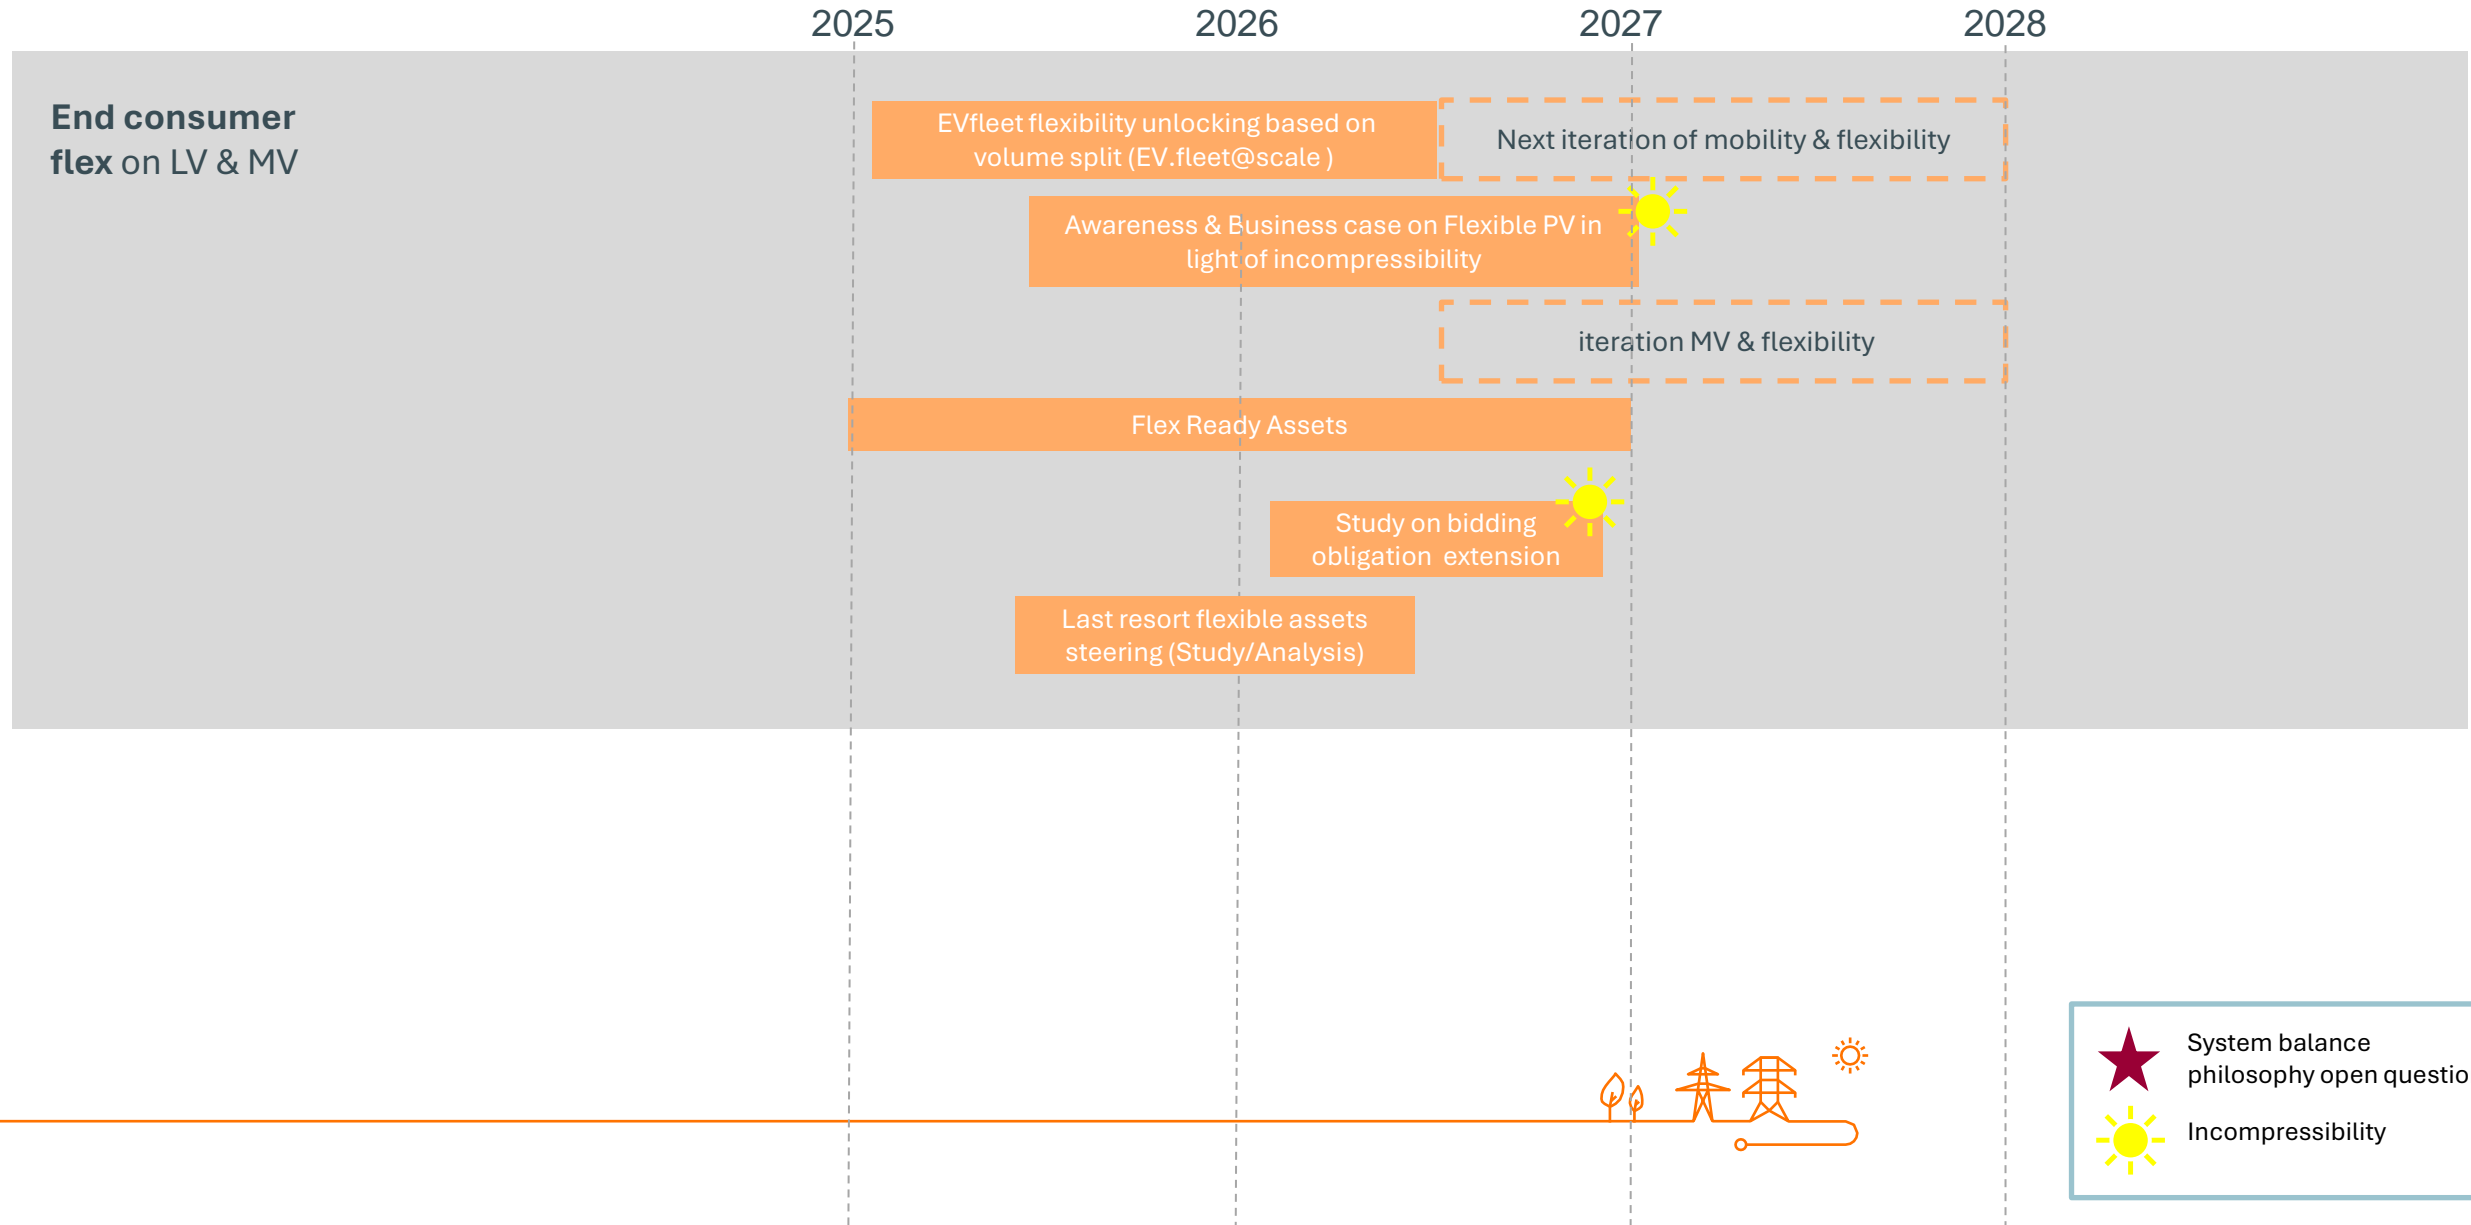 2025 2026 2027 2028
End consumer
flex on LV & MV
EVfleet flexibility unlocking based on
volume split (EV.fleet@scale )
Next iteration of mobility & flexibility
Awareness & Business case on Flexible PV in
light of incompressibility
iteration MV & flexibility
Flex Ready Assets
Study on bidding
obligation  extension
Last resort flexible assets
steering (Study/Analysis)
System balance
philosophy open questio
Incompressibility